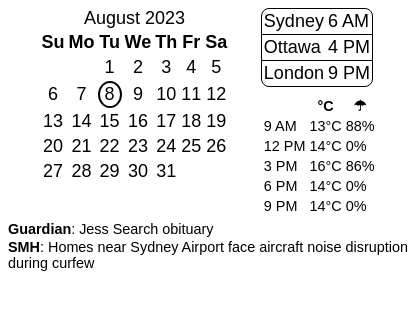 August 2023
Su Mo Tu We Th Fr Sa
1 2 3 4 5
6 7 8 9 10 11 12
13 14 15 16 17 18 19
20 21 22 23 24 25 26
27 28 29 30 31
Sydney 6 AM
Ottawa 4 PM
London 9 PM
°C ☂
9 AM 13°C 88%
12 PM 14°C 0%
3 PM 16°C 86%
6 PM 14°C 0%
9 PM 14°C 0%
Guardian: Jess Search obituary
SMH: Homes near Sydney Airport face aircraft noise disruption
during curfew